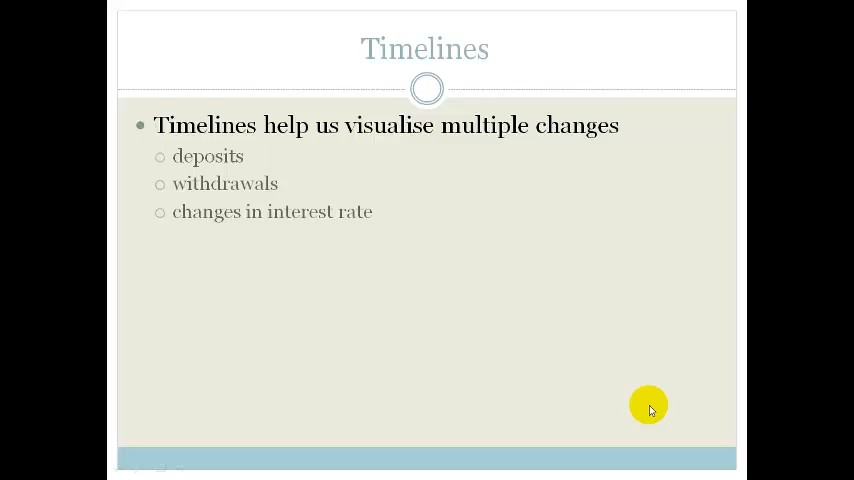 Timelines
Timelines help us visualise multiple changes
deposits
withdrawals
changes in interest rate